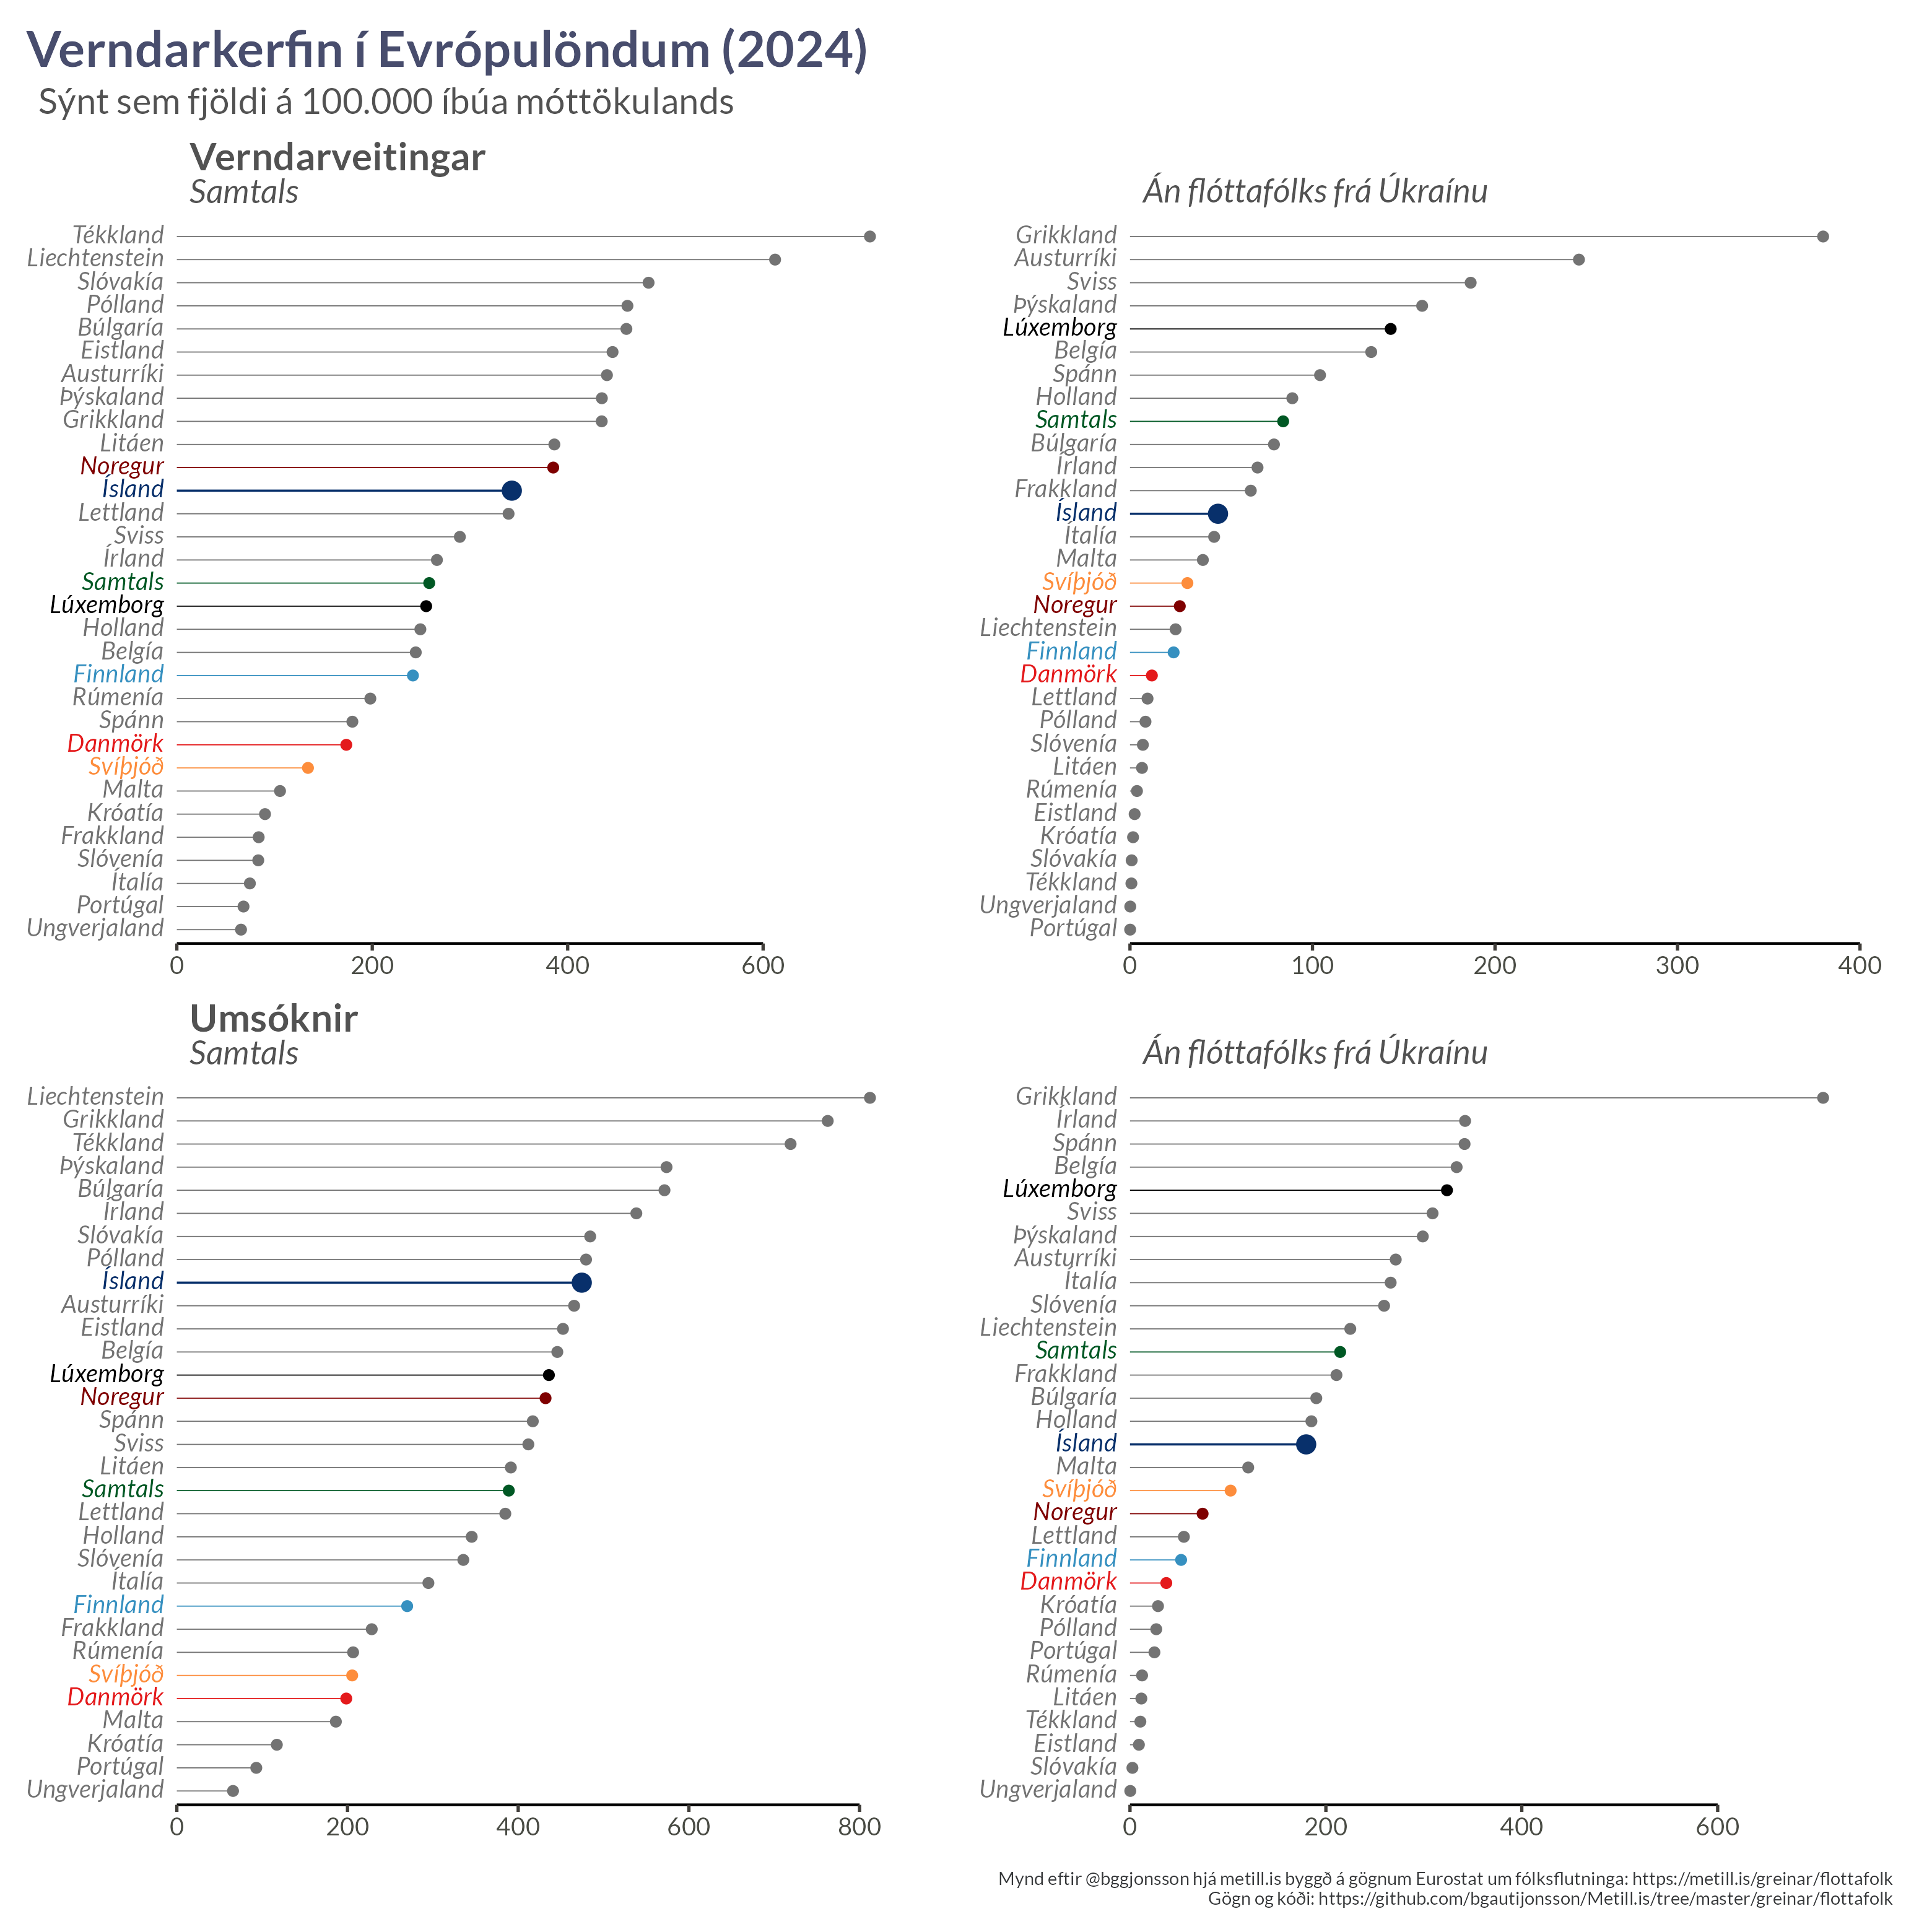 Verndarkerfin í Evrópulöndum (2024)
Sýnt sem fjöldi á 100.000 íbúa móttökulands
Verndarveitingar
Samtals
Tékkland
Liechtenstein
Slóvakía
Pólland
Búlgaría
Eistland
Austurríki
Þýskaland
Grikkland
Litáen
Noregur
Ísland
Lettland
Sviss
Írland
Samtals
Lúxemborg
Holland
Belgía
Finnland
Rúmenía
Spánn
Danmörk
Svíþjóð
Malta
Króatía
Frakkland
Slóvenía
Ítalía
Portúgal
Ungverjaland
0 200 400 600
Án flóttafólks frá Úkraínu
Grikkland
Austurríki
Sviss
Þýskaland
Lúxemborg
Belgía
Spánn
Holland
Samtals
Búlgaría
Írland
Frakkland
Ísland
Ítalía
Malta
Svíþjóð
Noregur
Liechtenstein
Finnland
Danmörk
Lettland
Pólland
Slóvenía
Litáen
Rúmenía
Eistland
Króatía
Slóvakía
Tékkland
Ungverjaland
Portúgal
0 100 200 300 400
Umsóknir
Samtals
Liechtenstein
Grikkland
Tékkland
Þýskaland
Búlgaría
Írland
Slóvakía
Pólland
Ísland
Austurríki
Eistland
Belgía
Lúxemborg
Noregur
Spánn
Sviss
Litáen
Samtals
Lettland
Holland
Slóvenía
Ítalía
Finnland
Frakkland
Rúmenía
Svíþjóð
Danmörk
Malta
Króatía
Portúgal
Ungverjaland
0 200 400 600 800
Án flóttafólks frá Úkraínu
Grikkland
Írland
Spánn
Belgía
Lúxemborg
Sviss
Þýskaland
Austurríki
Ítalía
Slóvenía
Liechtenstein
Samtals
Frakkland
Búlgaría
Holland
Ísland
Malta
Svíþjóð
Noregur
Lettland
Finnland
Danmörk
Króatía
Pólland
Portúgal
Rúmenía
Litáen
Tékkland
Eistland
Slóvakía
Ungverjaland
0 200 400 600
Mynd eftir @bggjonsson hjá metill.is byggð á gögnum Eurostat um fólksflutninga: https://metill.is/greinar/flottafolk
Gögn og kóði: https://github.com/bgautijonsson/Metill.is/tree/master/greinar/flottafolk